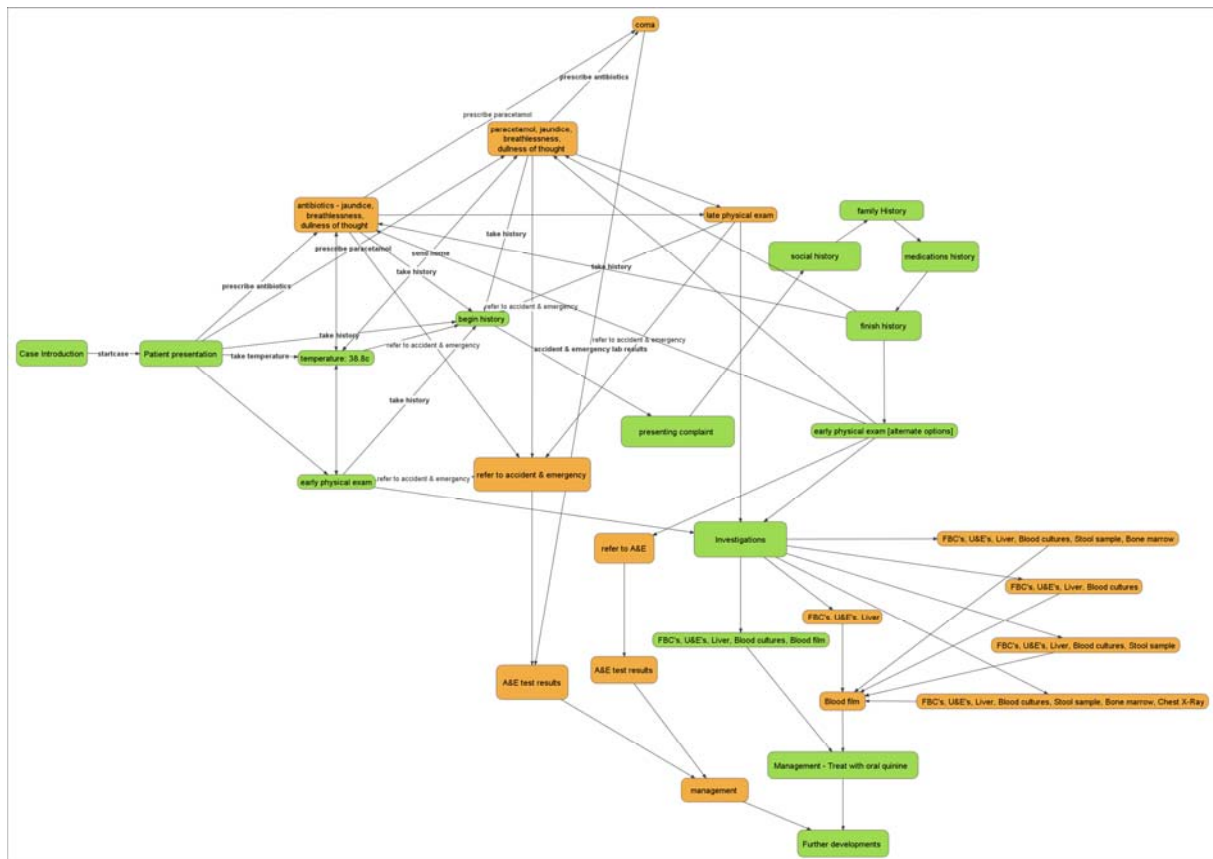 coma
prescribe antibiotics
prescribe paracetamol
paracetamol, jaundice,
breathlessness,
dullness of thought
antibiotics - jaundice,
breathlessness,
dullness of thought
late physical exam
family History
take history
social history
medications history
prescribe paracetamol
send home
take history
take history
prescribe antibiotics
refer to accident & emergency
begin history
finish history
take history
refer to accident & emergency
refer to accident & emergency
accident & emergency lab results
Case Introduction
startcase
Patient presentation
take temperature
temperature: 38.8c
take history
presenting complaint
early physical exam [alternate options]
refer to accident & emergency
early physical exam
refer to accident & emergency
Investigations
refer to A&E
FBC's, U&E's, Liver, Blood cultures, Stool sample, Bone marrow
FBC's, U&E's, Liver, Blood cultures
FBC's, U&E's, Liver
FBC's, U&E's, Liver, Blood cultures, Blood film
FBC's, U&E's, Liver, Blood cultures, Stool sample
A&E test results
A&E test results
Blood film
FBC's, U&E's, Liver, Blood cultures, Stool sample, Bone marrow, Chest X-Ray
Management - Treat with oral quinine
management
Further developments